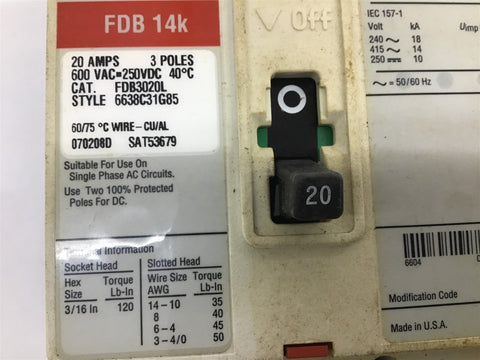 FDB 14k
20 AMPS 3 POLES
600 VAC=250VDC 40°C
CAT. FDB3020L
STYLE 6638C31G85
60/75 °C WIRE-CU/AL
070208D SAT53679
Suitable For Use On
Single Phase AC Circuits.
Use Two 100% Protected
Poles For DC.
General Information
Socket Head
Hex Size Torque Lb-In
3/16 In 120
Slotted Head
Wire Size AWG Torque Lb-In
14-10 35
8 40
6-4 45
3-4/0 50
Off
O
20
IEC 157-1
Volt kA Uimp
240 ~ 18
415 ~ 14
250 ⎓ 10
~ = 50/60 Hz
6604
Modification Code
Made in U.S.A.